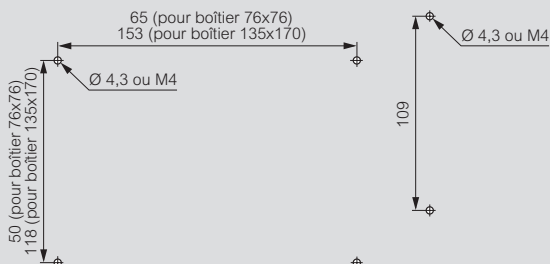 65 (pour boîtier 76x76)
153 (pour boîtier 135x170)
Ø 4,3 ou M4
50 (pour boîtier 76x76)
118 (pour boîtier 135x170)
Ø 4,3 ou M4
109